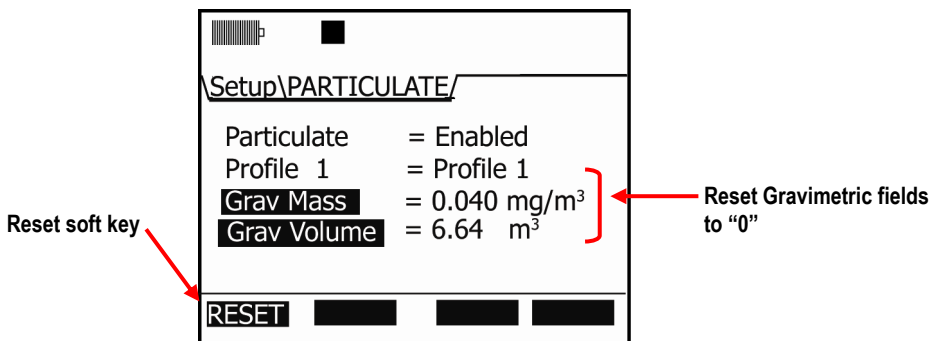 \Setup\PARTICULATE/
Particulate = Enabled
Profile 1 = Profile 1
Grav Mass = 0.040 mg/m³
Grav Volume = 6.64 m³
Reset Gravimetric fields
to “0”
Reset soft key
RESET